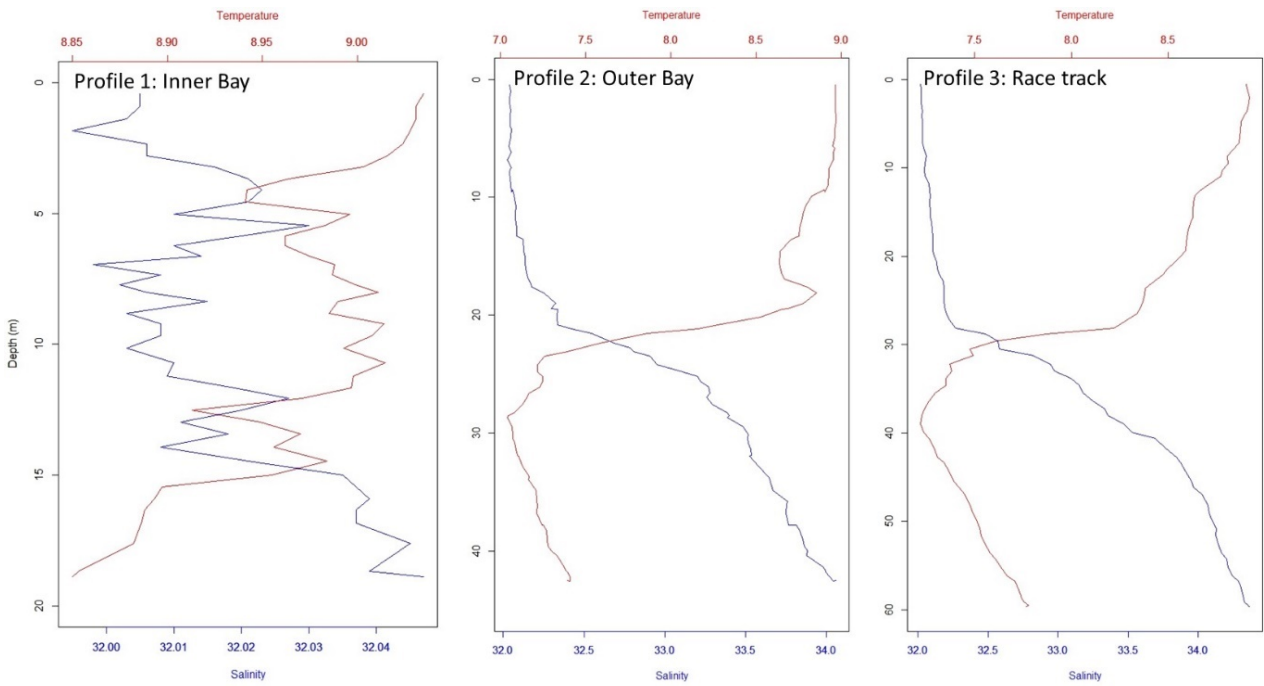 Temperature
8.85 8.90 8.95 9.00
Profile 1: Inner Bay
0
5
10
15
20
Depth (m)
32.00 32.01 32.02 32.03 32.04
Salinity
Temperature
7.0 7.5 8.0 8.5 9.0
Profile 2: Outer Bay
0
10
20
30
40
32.0 32.5 33.0 33.5 34.0
Salinity
Temperature
7.5 8.0 8.5
Profile 3: Race track
0
10
20
30
40
50
60
32.0 32.5 33.0 33.5 34.0
Salinity